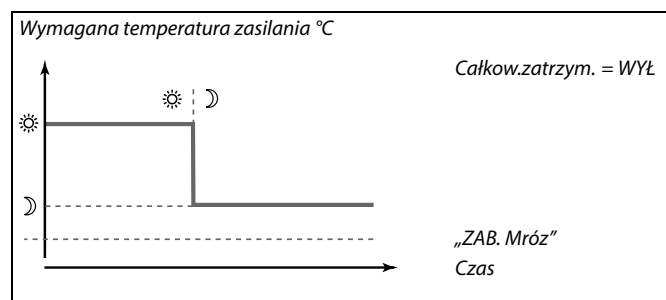 Wymagana temperatura zasilania °C
Całkow.zatrzym. = WYŁ
„ZAB. Mróz”
Czas